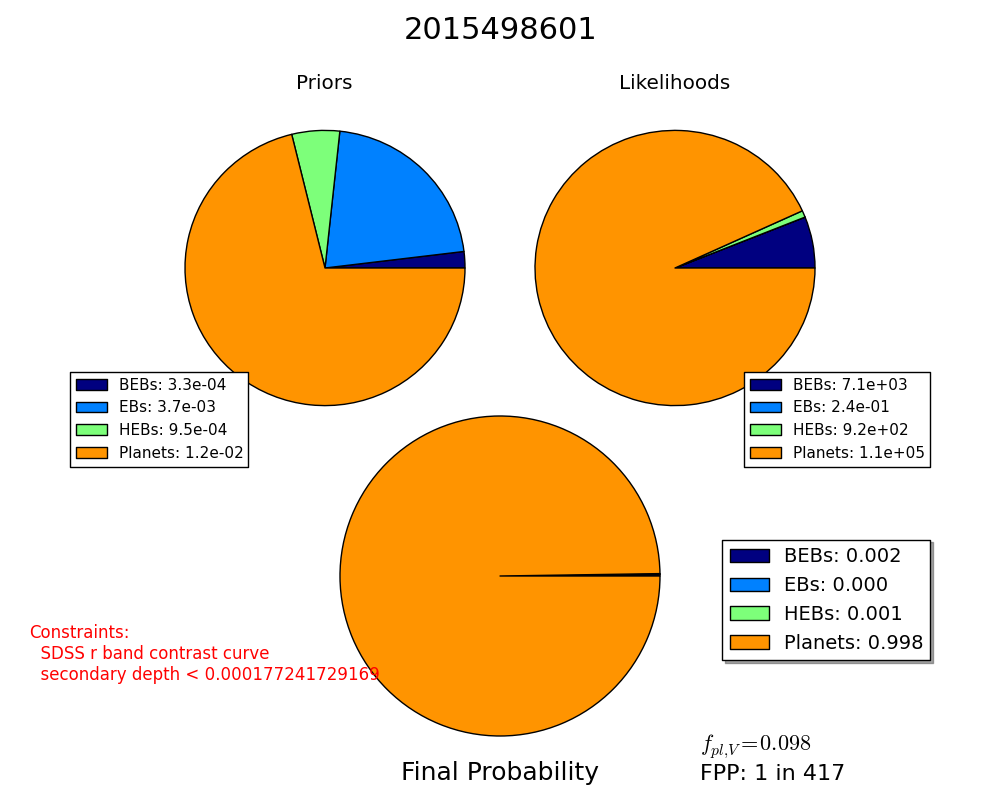 2015498601
Priors
Likelihoods
BEBs: 3.3e-04
EBs: 3.7e-03
HEBs: 9.5e-04
Planets: 1.2e-02
BEBs: 7.1e+03
EBs: 2.4e-01
HEBs: 9.2e+02
Planets: 1.1e+05
BEBs: 0.002
EBs: 0.000
HEBs: 0.001
Planets: 0.998
Constraints:
SDSS r band contrast curve
secondary depth < 0.000177241729169
f_{pl,V}=0.098
Final Probability
FPP: 1 in 417